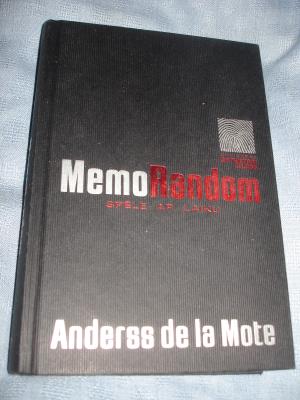 MemoRandom
SPĒLE AR LAIKU
Anderss de la Mote